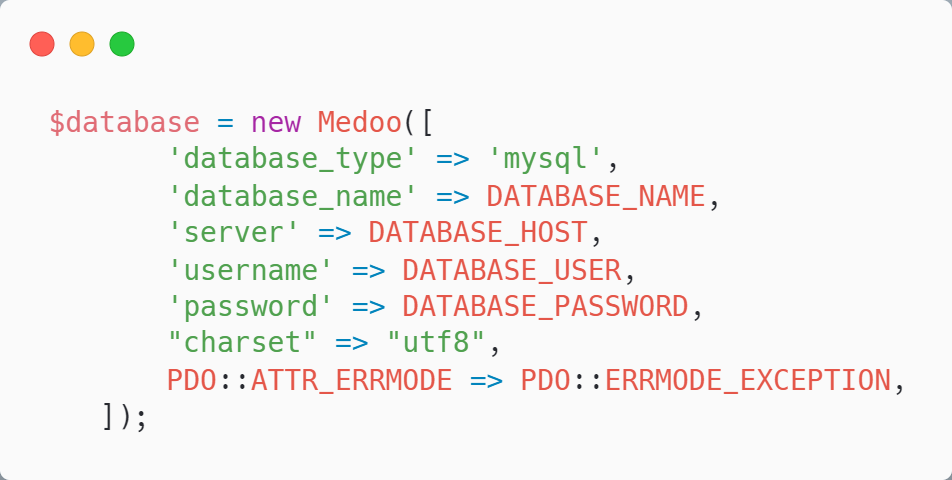 $database = new Medoo([
        'database_type' => 'mysql',
        'database_name' => DATABASE_NAME,
        'server' => DATABASE_HOST,
        'username' => DATABASE_USER,
        'password' => DATABASE_PASSWORD,
        "charset" => "utf8",
        PDO::ATTR_ERRMODE => PDO::ERRMODE_EXCEPTION,
    ]);